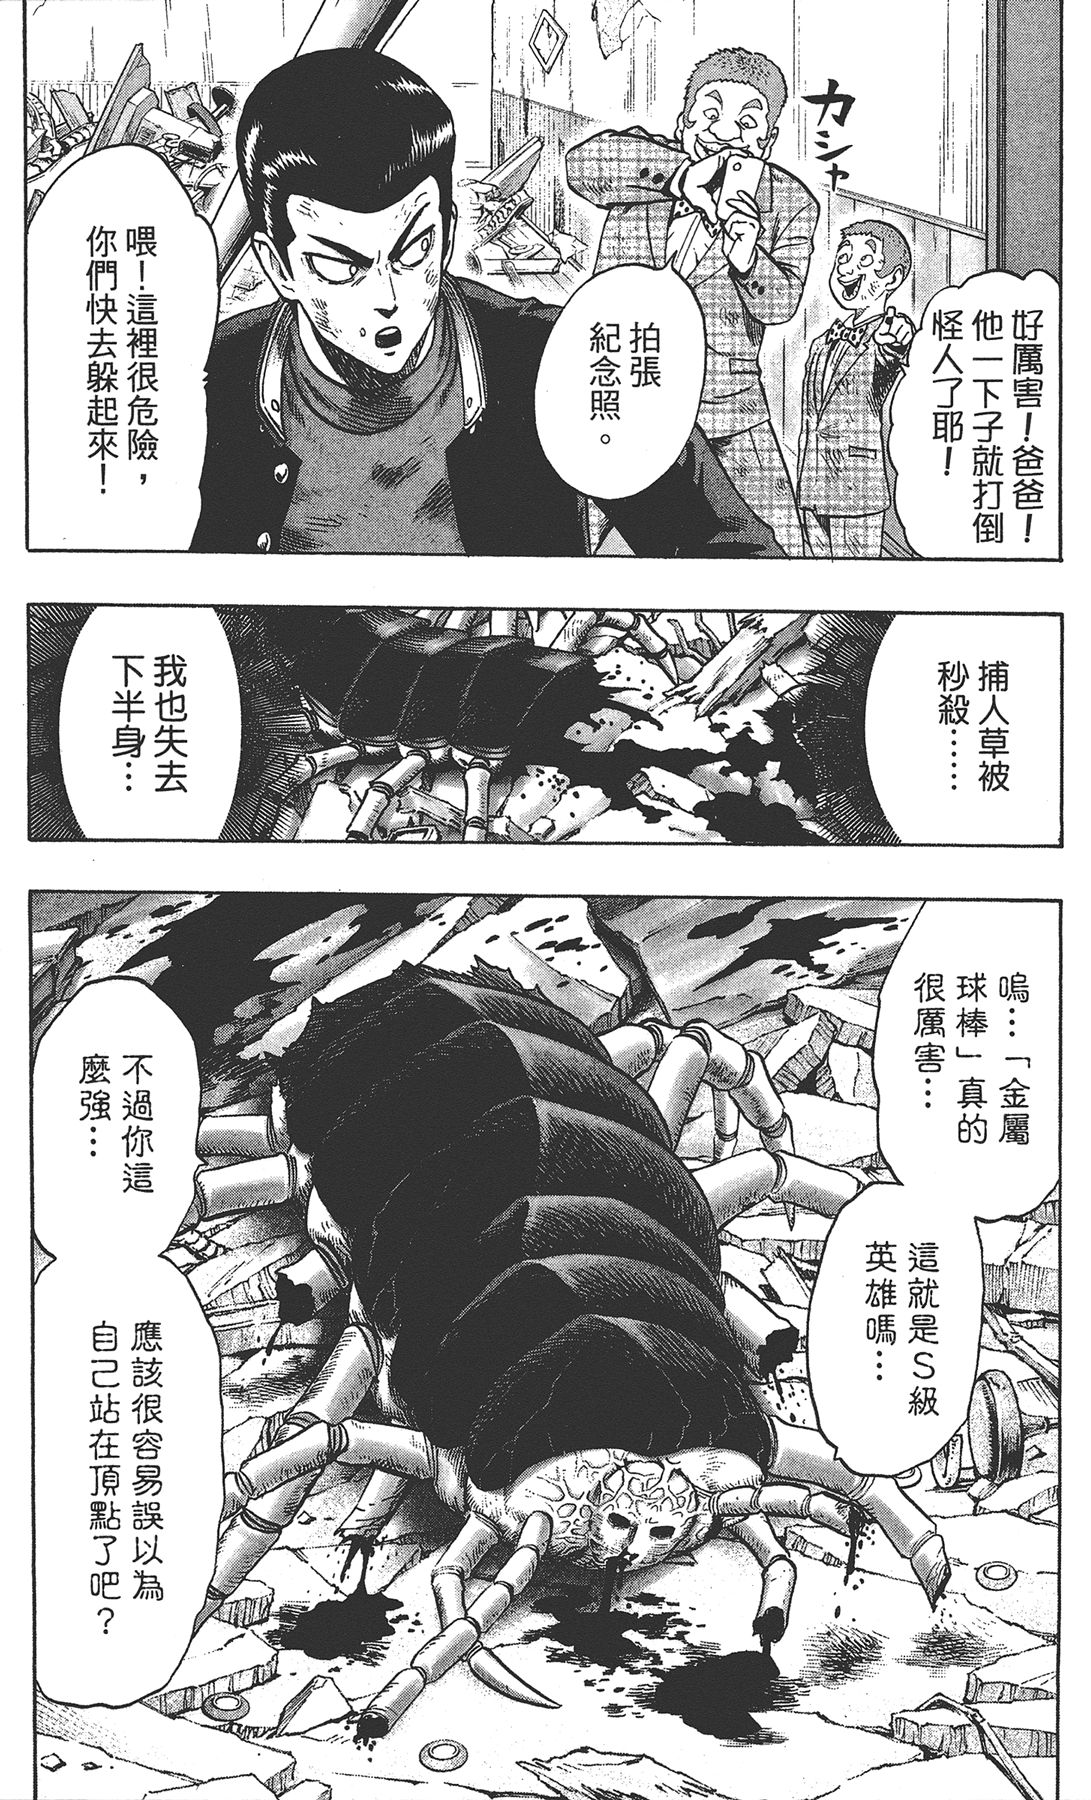 好厲害！爸爸！
他一下子就打倒
怪人了耶！
カシャ
拍張
紀念照。
喂！這裡很危險，
你們快去躲起來！
捕人草被
秒殺……
我也失去
下半身…
嗚…「金屬
球棒」真的
很厲害…
這就是S級
英雄嗎…
不過你這
麼強…
應該很容易誤以為
自己站在頂點了吧？